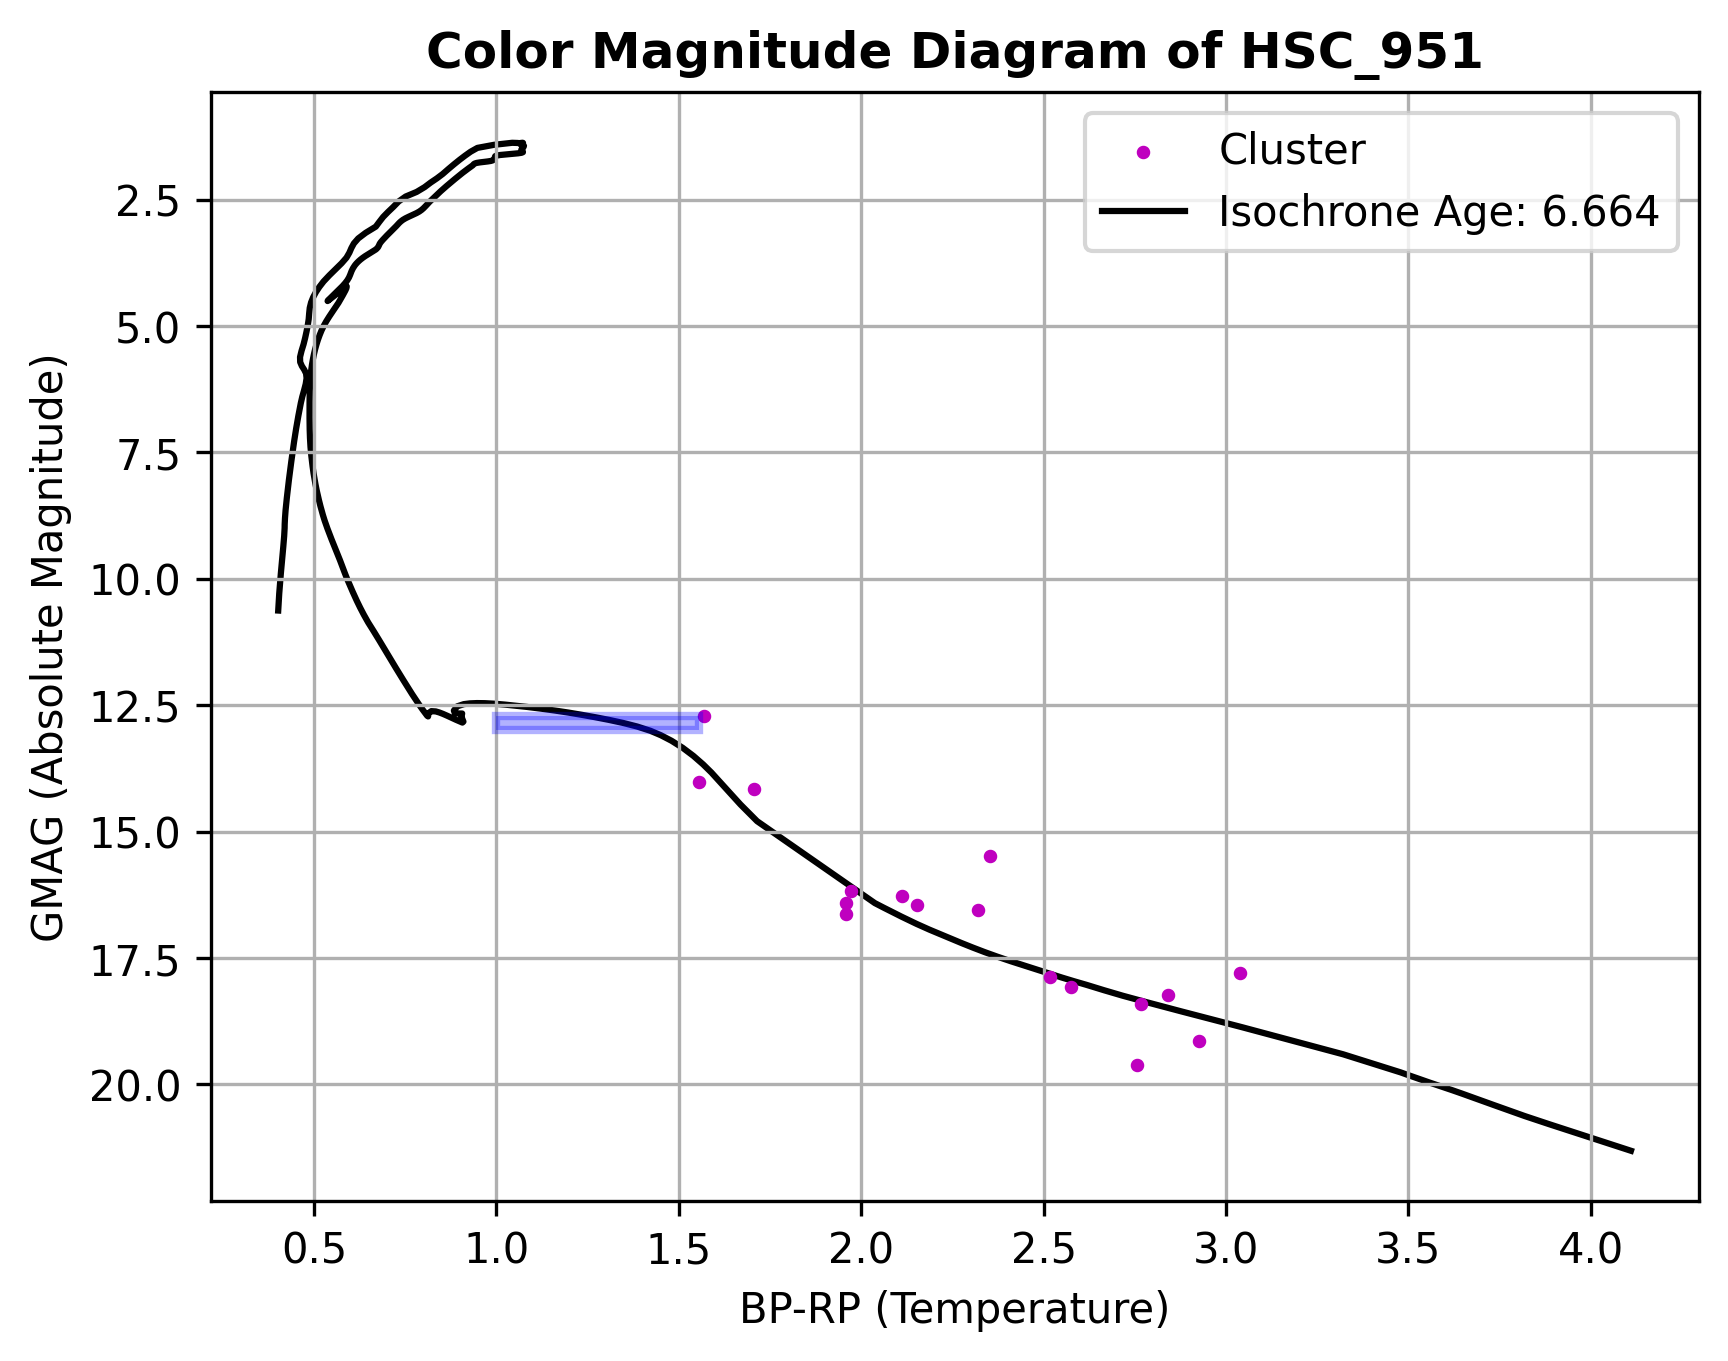 Color Magnitude Diagram of HSC_951
Cluster
Isochrone Age: 6.664
GMAG (Absolute Magnitude)
2.5
5.0
7.5
10.0
12.5
15.0
17.5
20.0
0.5 1.0 1.5 2.0 2.5 3.0 3.5 4.0
BP-RP (Temperature)